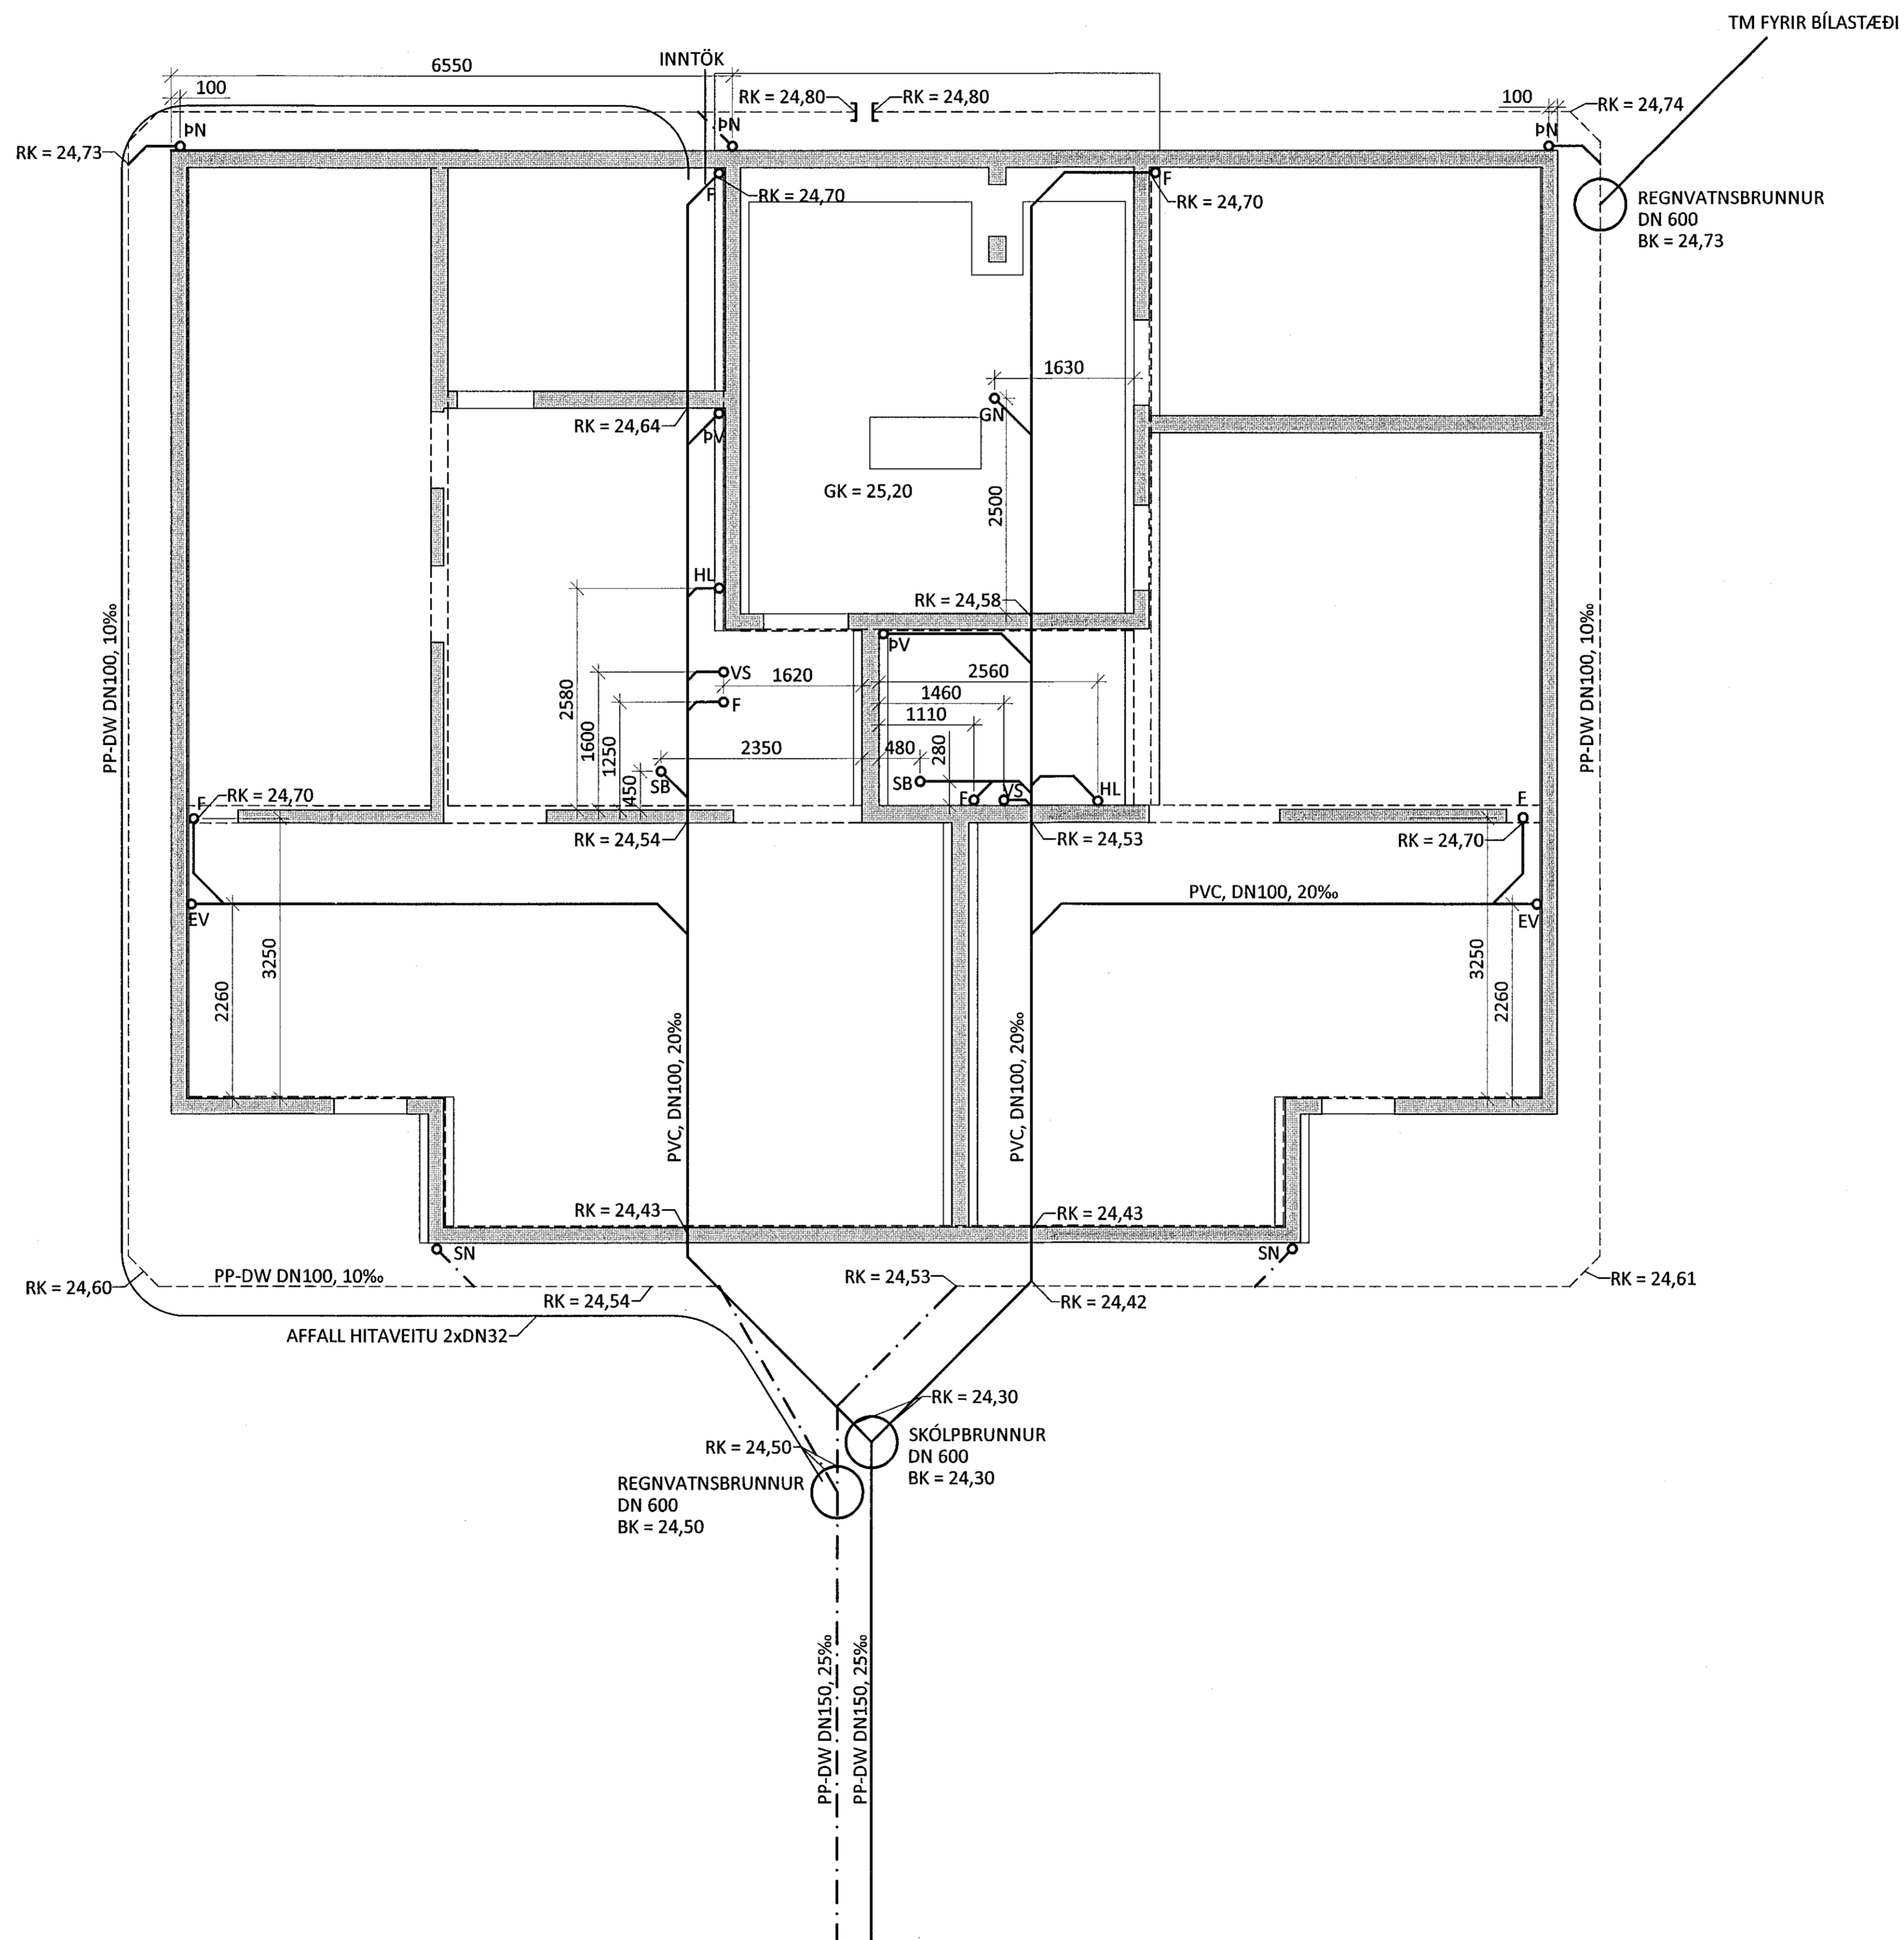 TM FYRIR BÍLASTÆÐI
INNTÖK
6550
100
RK = 24,80
RK = 24,80
100
RK = 24,74
ÞN
ÞN
ÞN
RK = 24,73
F
RK = 24,70
F
RK = 24,70
REGNVATNSBRUNNUR
DN 600
BK = 24,73
1630
GN
RK = 24,64
ÞV
GK = 25,20
2500
HL
RK = 24,58
ÞV
PP-DW DN100, 10‰
PP-DW DN100, 10‰
VS
1620
2560
F
1460
1110
2580
1600
1250
450
2350
480
280
SB
SB
F
VS
HL
F
RK = 24,70
F
RK = 24,54
RK = 24,53
RK = 24,70
PVC, DN100, 20‰
EV
EV
2260
3250
3250
2260
PVC, DN100, 20‰
PVC, DN100, 20‰
RK = 24,43
RK = 24,43
SN
SN
RK = 24,60
PP-DW DN100, 10‰
RK = 24,53
RK = 24,61
RK = 24,54
RK = 24,42
AFFALL HITAVEITU 2xDN32
RK = 24,30
SKÓLPBRUNNUR
DN 600
BK = 24,30
RK = 24,50
REGNVATNSBRUNNUR
DN 600
BK = 24,50
PP-DW DN150, 25‰
PP-DW DN150, 25‰